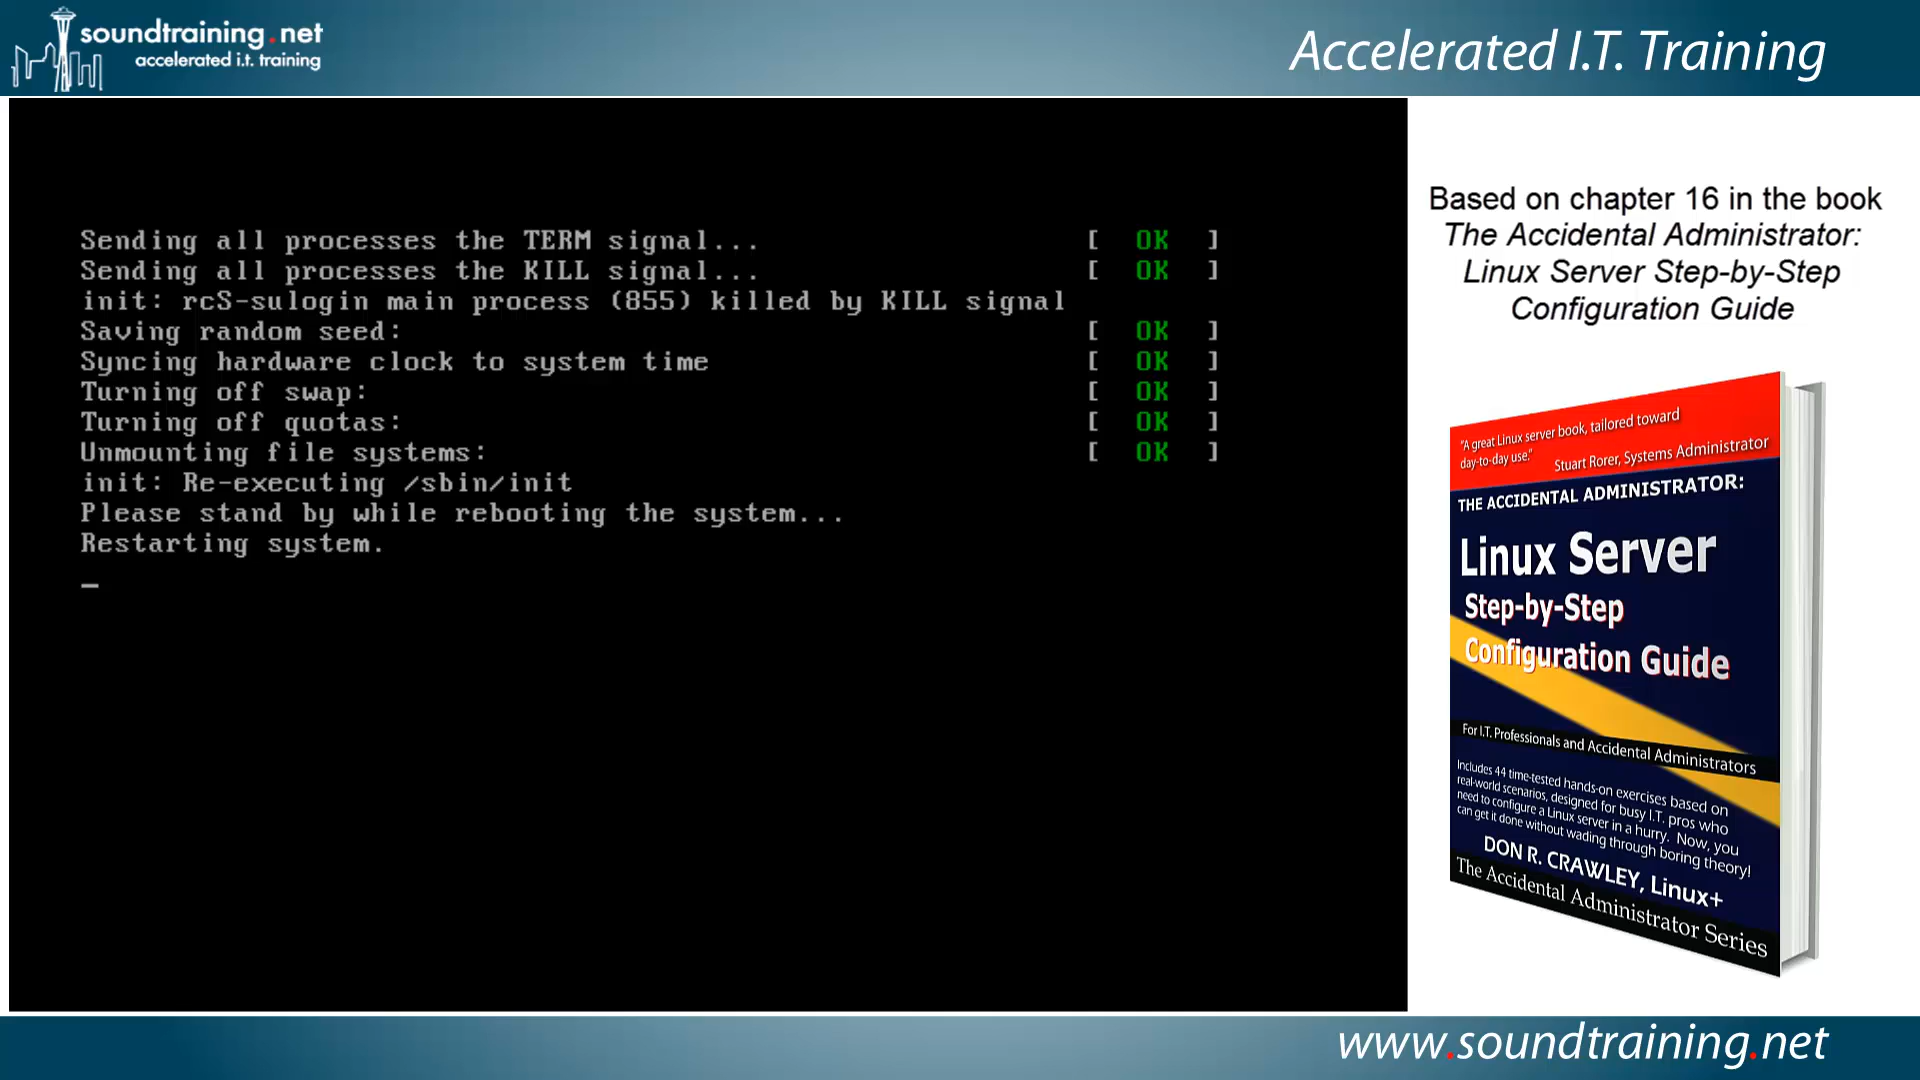 soundtraining.net
accelerated i.t. training
Accelerated I.T. Training
Sending all processes the TERM signal... [ OK ]
Sending all processes the KILL signal... [ OK ]
init: rcS-sulogin main process (855) killed by KILL signal
Saving random seed: [ OK ]
Syncing hardware clock to system time [ OK ]
Turning off swap: [ OK ]
Turning off quotas: [ OK ]
Unmounting file systems: [ OK ]
init: Re-executing /sbin/init
Please stand by while rebooting the system...
Restarting system.
_
Based on chapter 16 in the book
The Accidental Administrator:
Linux Server Step-by-Step
Configuration Guide
"A great Linux server book, tailored toward
day-to-day use."
Stuart Rorer, Systems Administrator
THE ACCIDENTAL ADMINISTRATOR:
Linux Server
Step-by-Step
Configuration Guide
For I.T. Professionals and Accidental Administrators
Includes 44 time-tested hands-on exercises based on
real-world scenarios, designed for busy I.T. pros who
need to configure a Linux server in a hurry. Now, you
can get it done without wading through boring theory!
DON R. CRAWLEY, Linux+
The Accidental Administrator Series
www.soundtraining.net